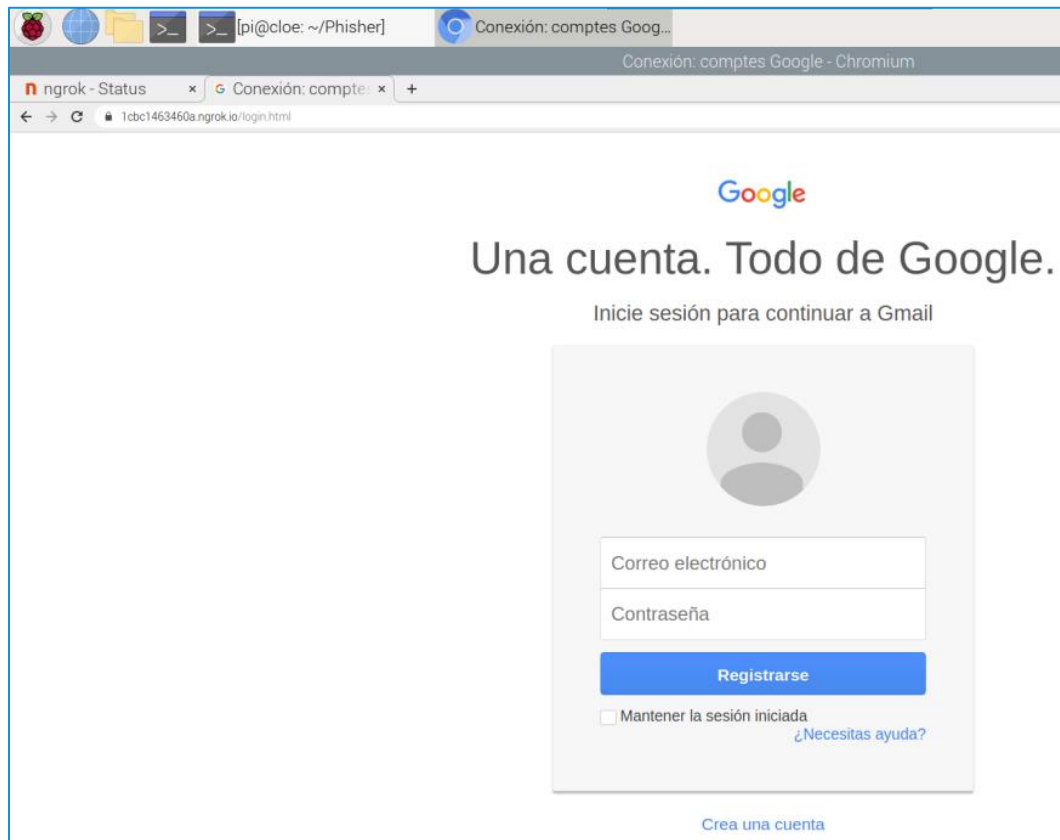 >_ >_ [pi@cloe: ~/Phisher] Conexión: comptes Goog...
Conexión: comptes Google - Chromium
n ngrok - Status × G Conexión: compte × +
1cbc1463460a.ngrok.io/login.html
Google
Una cuenta. Todo de Google.
Inicie sesión para continuar a Gmail
Correo electrónico
Contraseña
Registrarse
Mantener la sesión iniciada
¿Necesitas ayuda?
Crea una cuenta